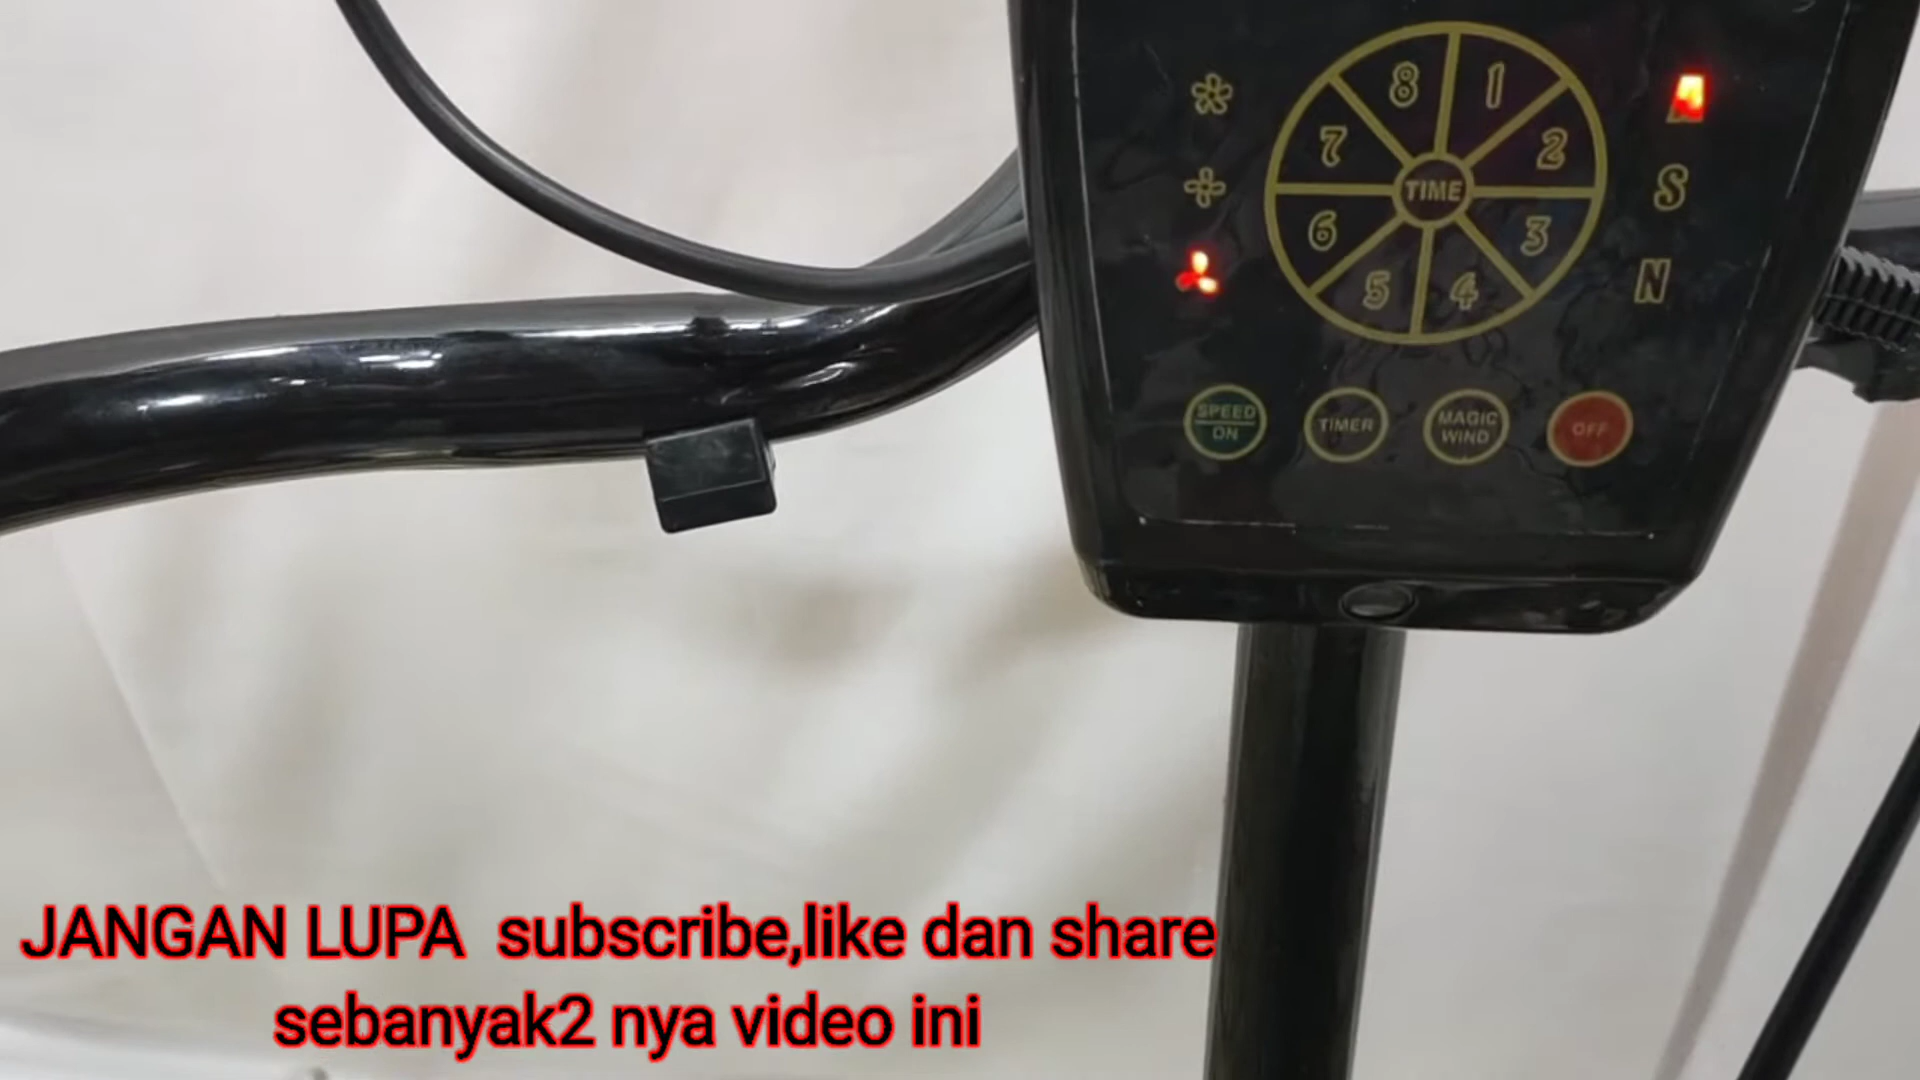 8 1
A
7 2
TIME
S
6 3
N
5 4
SPEED
ON
TIMER
MAGIC
WIND
OFF
JANGAN LUPA  subscribe,like dan share
sebanyak2 nya video ini